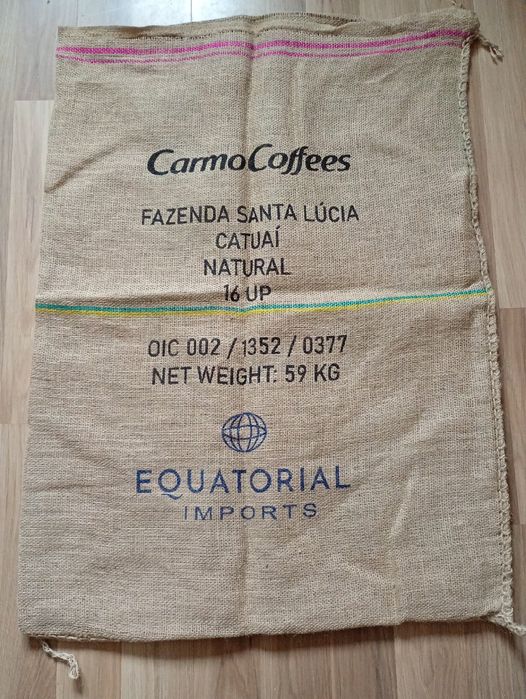 CarmoCoffees
FAZENDA SANTA LÚCIA
CATUAÍ
NATURAL
16 UP
OIC 002 / 1352 / 0377
NET WEIGHT: 59 KG
EQUATORIAL
IMPORTS